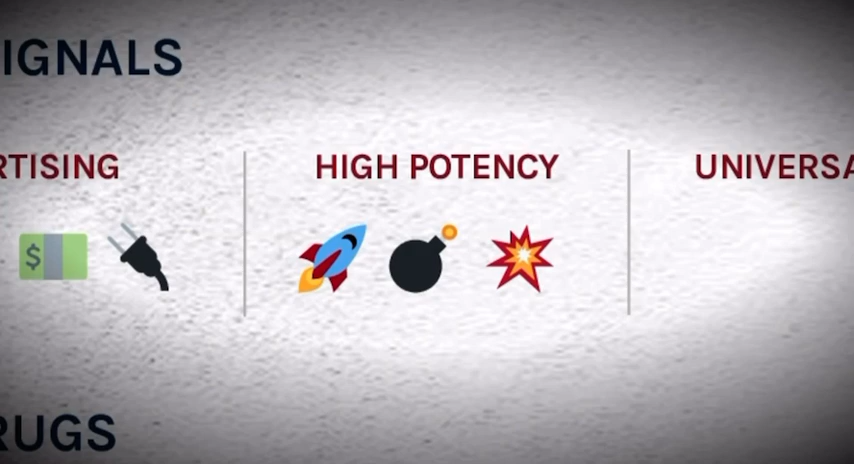 IGNALS
RTISING HIGH POTENCY UNIVERSA
$
RUGS